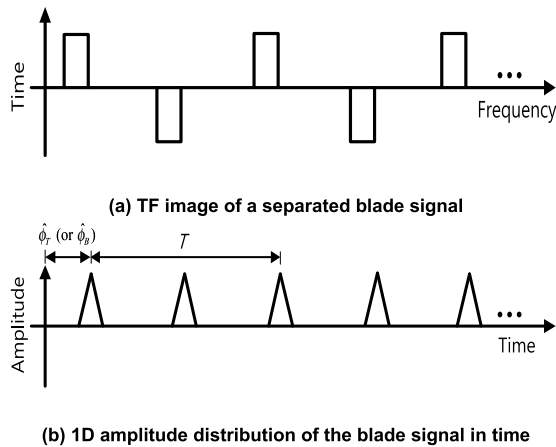 Time
...
Frequency
(a) TF image of a separated blade signal
ϕ̂_T (or ϕ̂_B)
T
Amplitude
...
Time
(b) 1D amplitude distribution of the blade signal in time